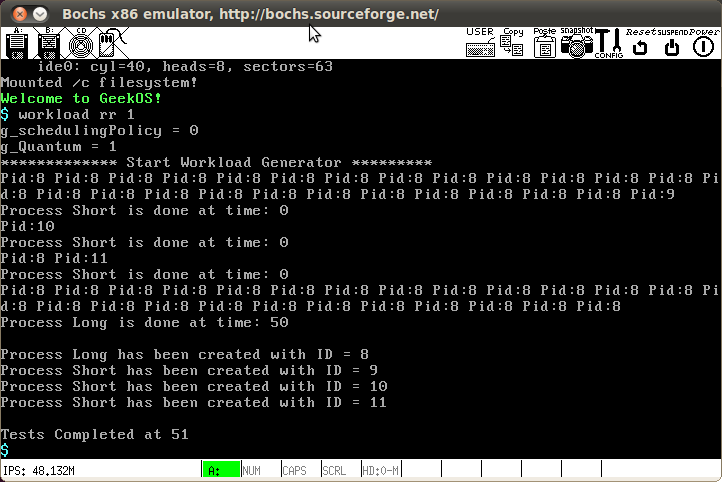 Bochs x86 emulator, http://bochs.sourceforge.net/
A: B: CD USER Copy Paste snapshot CONFIG Reset SUSPEND Power
ide0: cyl=40, heads=8, sectors=63
Mounted /c filesystem!
Welcome to GeekOS!
$ workload rr 1
g_schedulingPolicy = 0
g_Quantum = 1
************* Start Workload Generator *********
Pid:8 Pid:8 Pid:8 Pid:8 Pid:8 Pid:8 Pid:8 Pid:8 Pid:8 Pid:8 Pid:8 Pid:8 Pid:8 Pi
d:8 Pid:8 Pid:8 Pid:8 Pid:8 Pid:8 Pid:8 Pid:8 Pid:8 Pid:8 Pid:8 Pid:8 Pid:9
Process Short is done at time: 0
Pid:10
Process Short is done at time: 0
Pid:8 Pid:11
Process Short is done at time: 0
Pid:8 Pid:8 Pid:8 Pid:8 Pid:8 Pid:8 Pid:8 Pid:8 Pid:8 Pid:8 Pid:8 Pid:8 Pid:8 Pi
d:8 Pid:8 Pid:8 Pid:8 Pid:8 Pid:8 Pid:8 Pid:8 Pid:8 Pid:8 Pid:8 Pid:8
Process Long is done at time: 50
Process Long has been created with ID = 8
Process Short has been created with ID = 9
Process Short has been created with ID = 10
Process Short has been created with ID = 11
Tests Completed at 51
$
IPS: 48.132M A: NUM CAPS SCRL HD:0-M